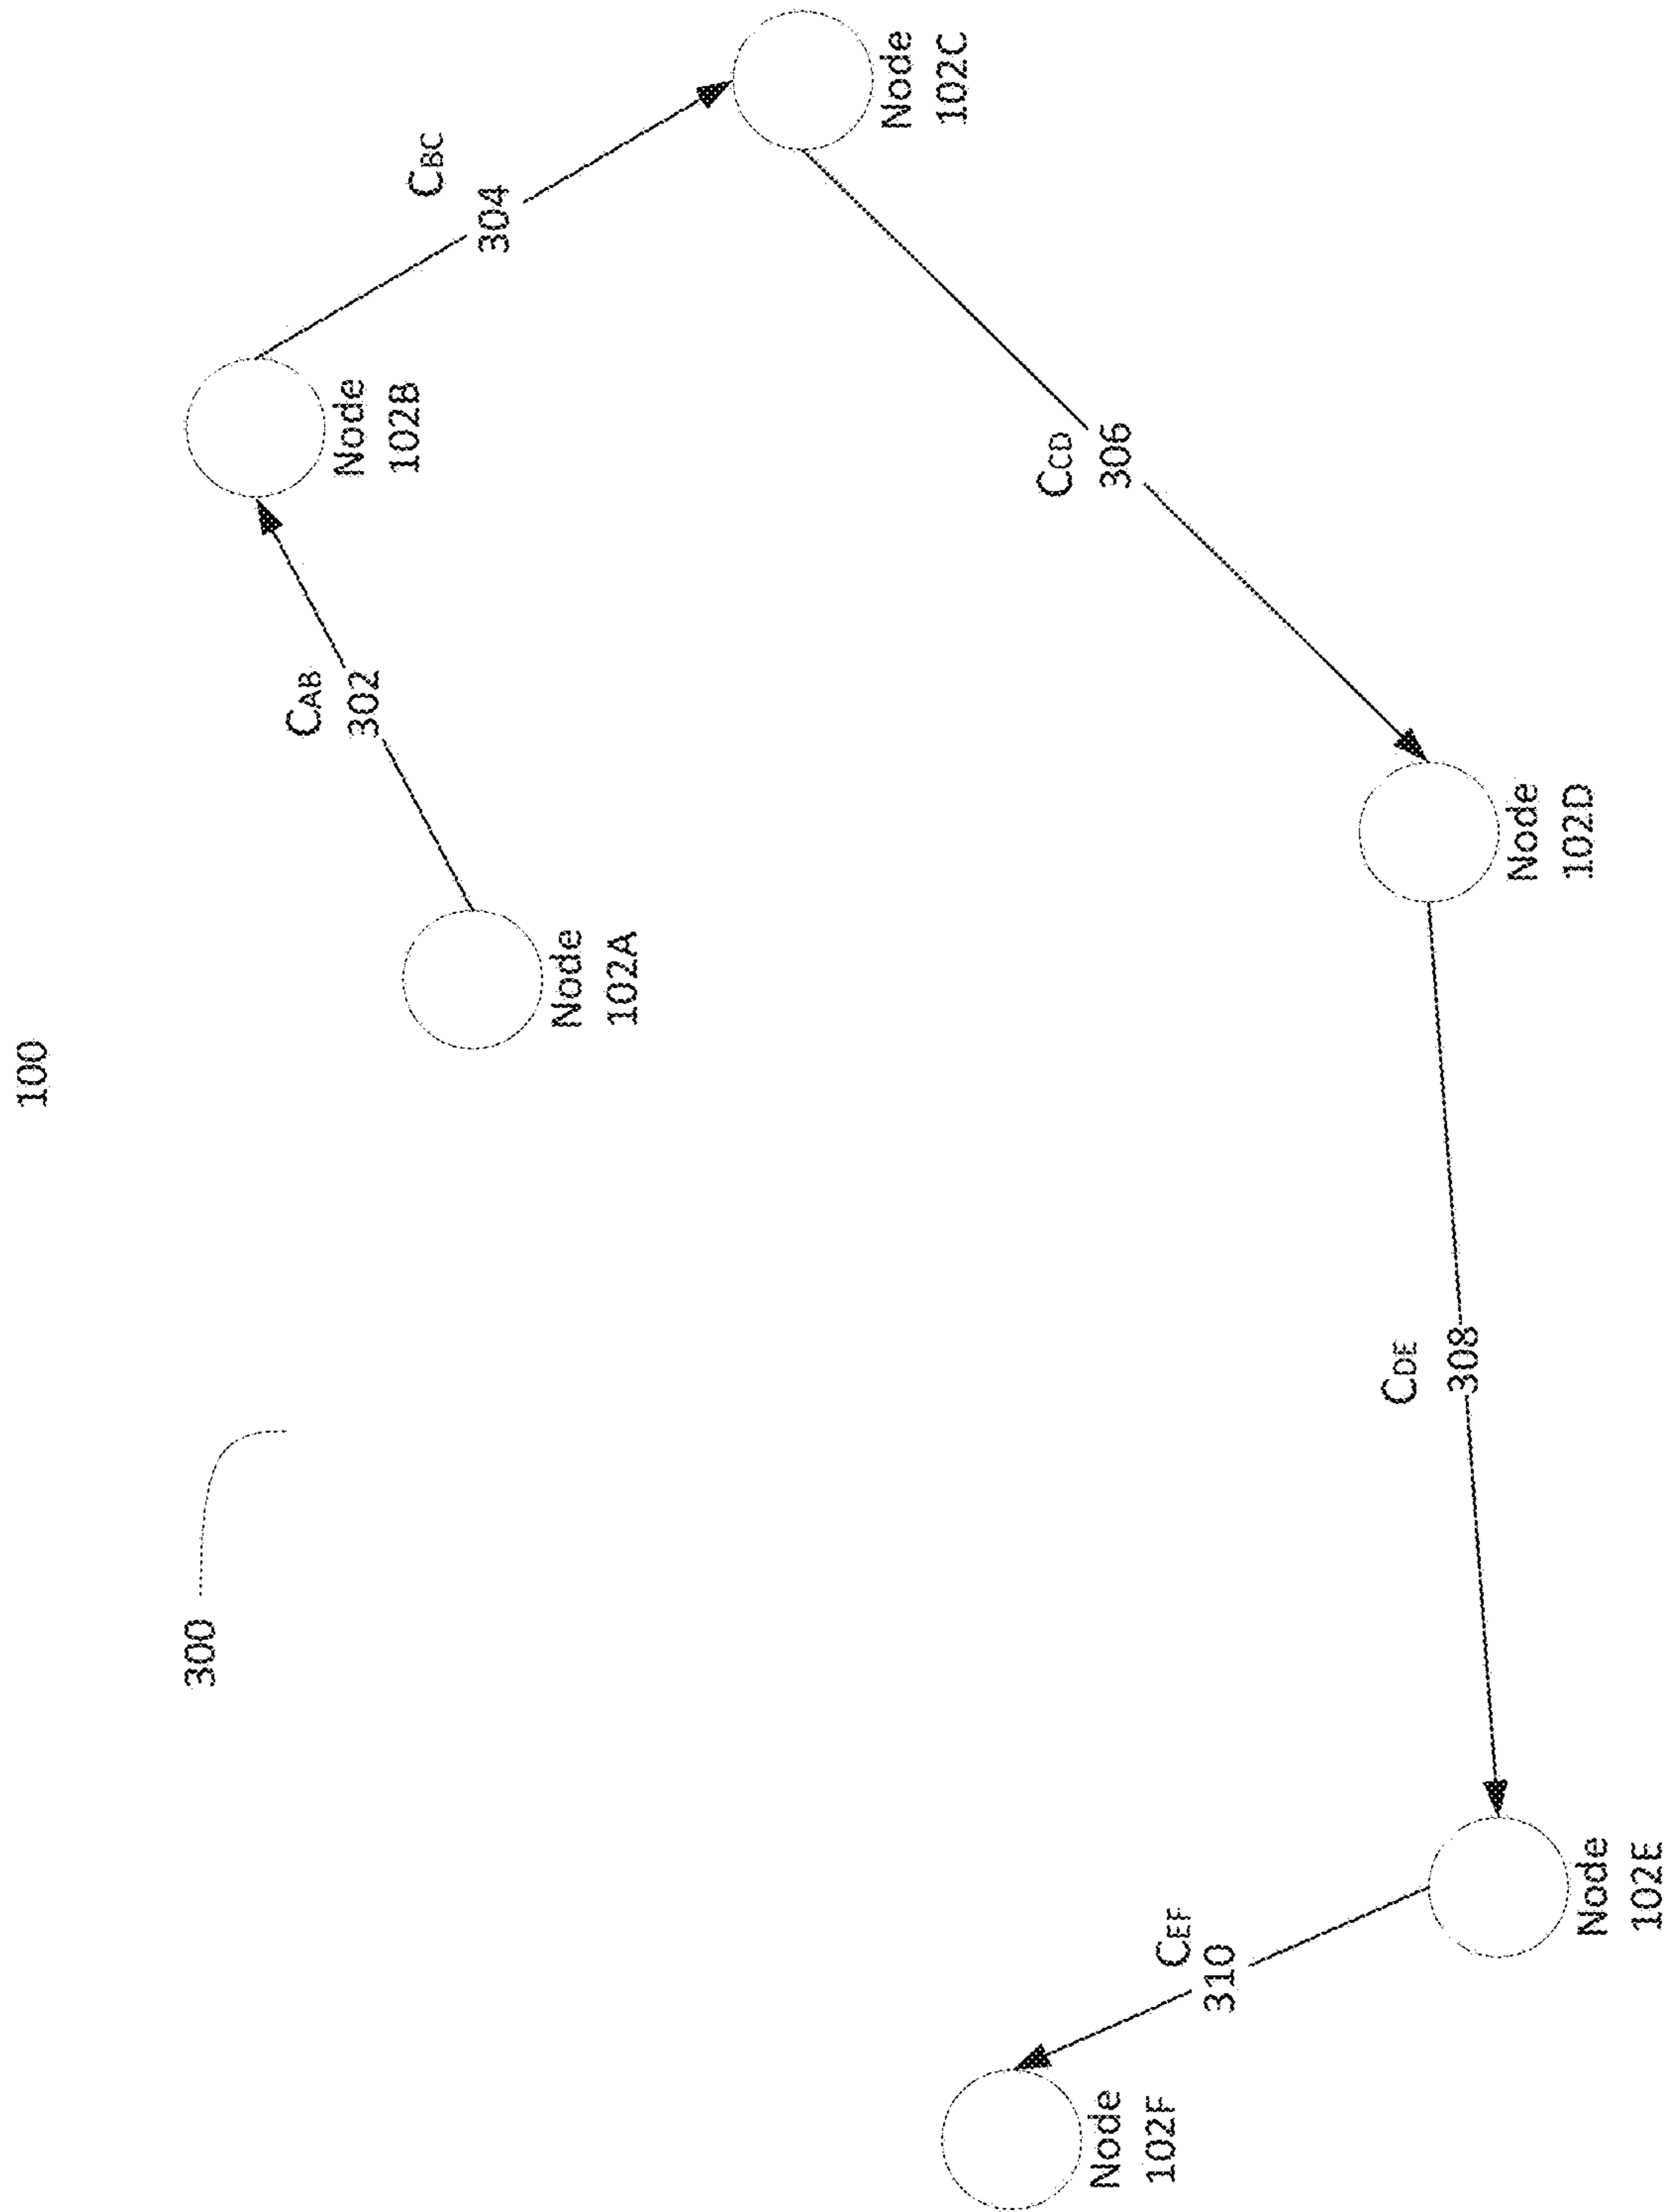 100
300
CAB
302
Node
102B
CBC
304
Node
102A
Node
102C
CCD
306
Node
102F
CEF
310
CDE
308
Node
102D
Node
102E